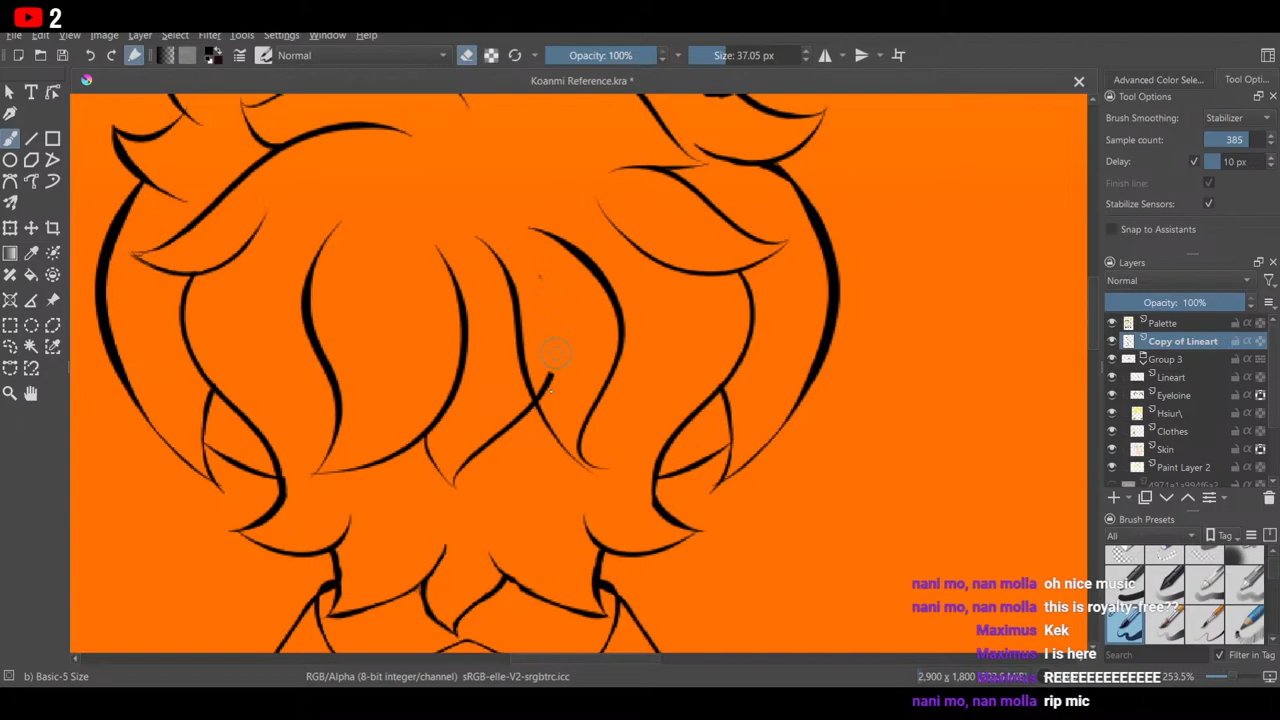 2
File Edit View Image Layer Select Filter Tools Settings Window Help
Normal
Opacity: 100%
Size: 37.05 px
Koanmi Reference.kra *
Advanced Color Sele...
Tool Opti...
Tool Options
Brush Smoothing: Stabilizer
Sample count: 385
Delay: 10 px
Finish line:
Stabilize Sensors:
Snap to Assistants
Layers
Normal
Opacity: 100%
Palette
Copy of Lineart
Group 3
Lineart
Eyeloine
Hsiur\
Clothes
Skin
Paint Layer 2
Brush Presets
All
Tag
nani mo, nan molla oh nice music
nani mo, nan molla this is royalty-free??
Maximus Kek
Maximus I is here
Maximus REEEEEEEEEEEEE
nani mo, nan molla rip mic
Search
Filter in Tag
b) Basic-5 Size
RGB/Alpha (8-bit integer/channel) sRGB-elle-V2-srgbtrc.icc
2,900 x 1,800
253.5%